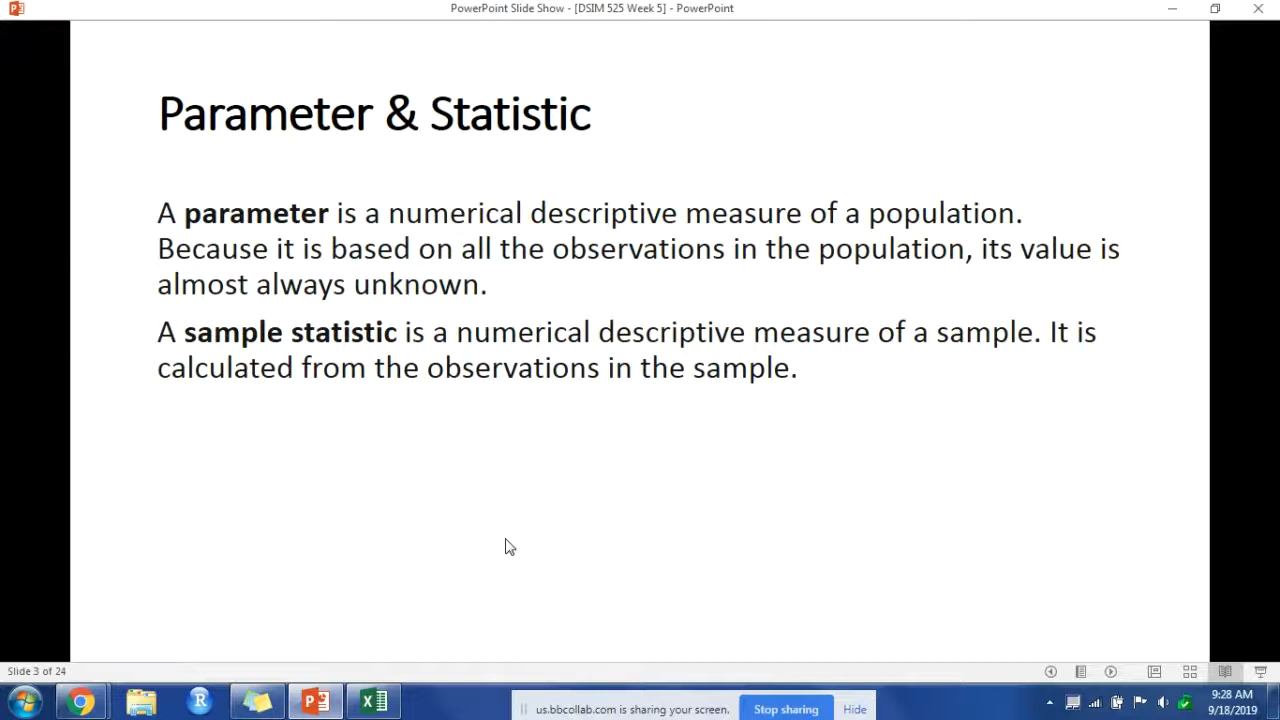 PowerPoint Slide Show - [DSIM 525 Week 5] - PowerPoint
Parameter & Statistic
A parameter is a numerical descriptive measure of a population.
Because it is based on all the observations in the population, its value is
almost always unknown.
A sample statistic is a numerical descriptive measure of a sample. It is
calculated from the observations in the sample.
Slide 3 of 24
us.bbcollab.com is sharing your screen.
Stop sharing
Hide
9:28 AM
9/18/2019